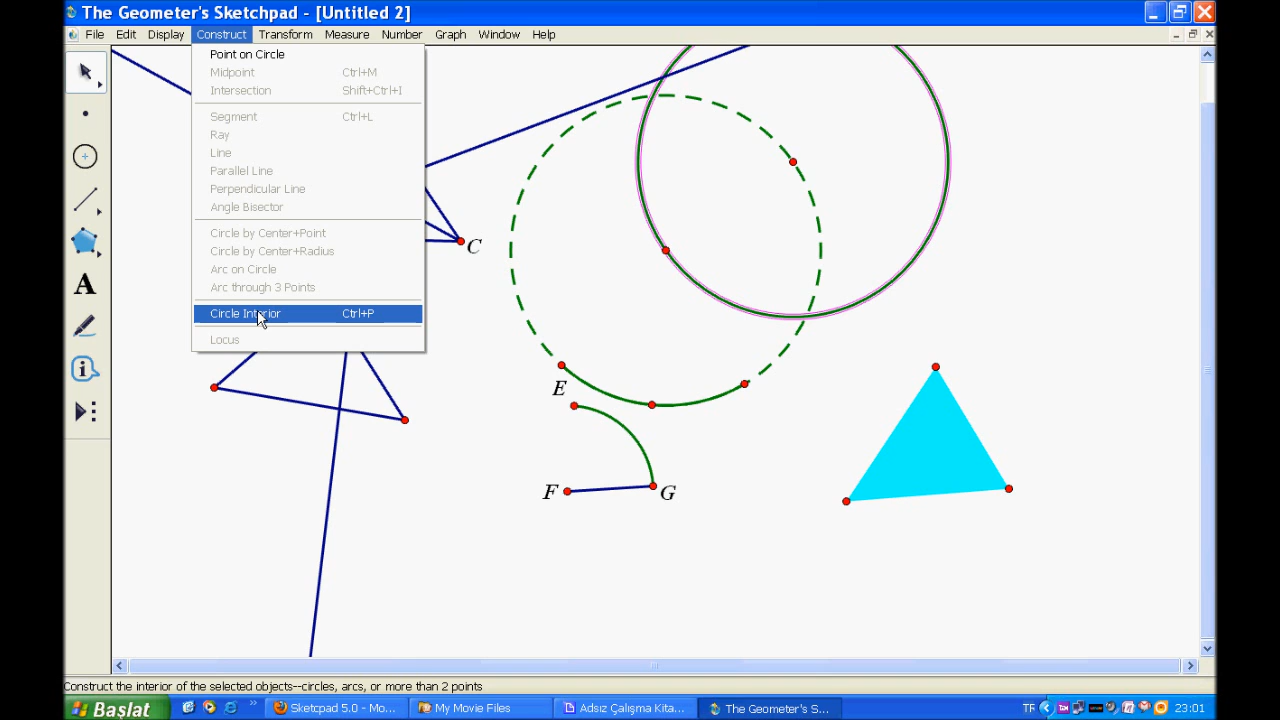 The Geometer's Sketchpad - [Untitled 2]
File Edit Display Construct Transform Measure Number Graph Window Help
Point on Circle
Midpoint Ctrl+M
Intersection Shift+Ctrl+I
Segment Ctrl+L
Ray
Line
Parallel Line
Perpendicular Line
Angle Bisector
Circle by Center+Point
Circle by Center+Radius
Arc on Circle
Arc through 3 Points
Circle Interior Ctrl+P
Locus
A
C
E
F G
Construct the interior of the selected objects--circles, arcs, or more than 2 points
Başlat Sketcpad 5.0 - Mo... My Movie Files Adsız Çalışma Kita... The Geometer's S... TR 23:01